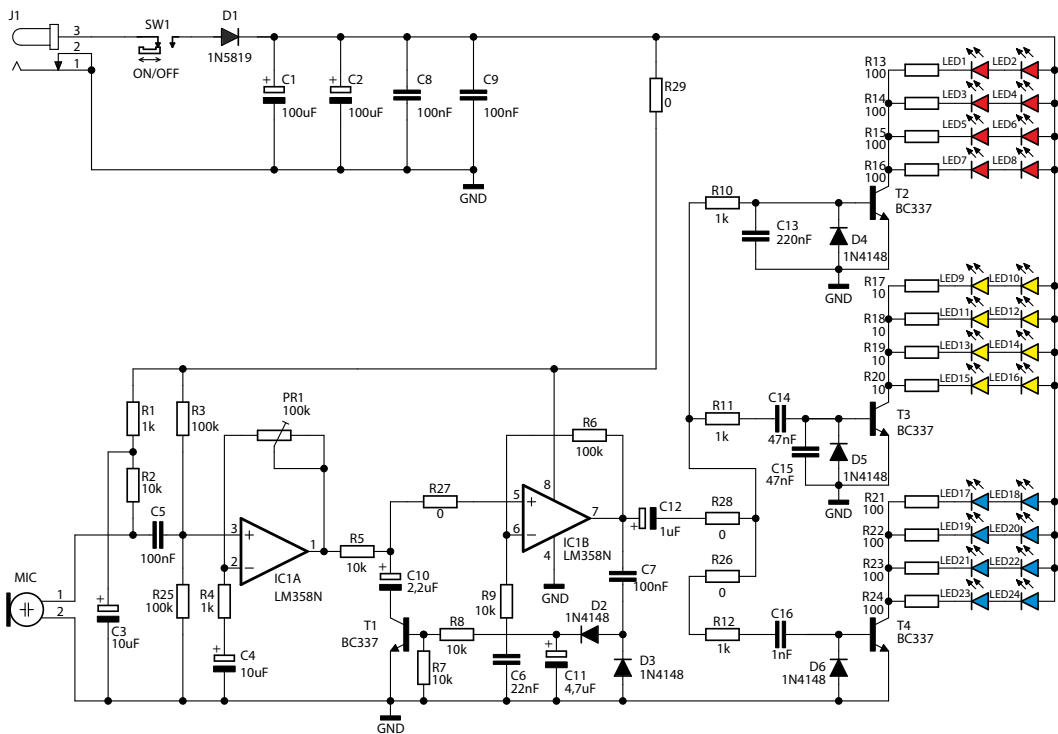 J1
3
2
1
SW1
ON/OFF
D1
1N5819
+
C1
100uF
+
C2
100uF
C8
100nF
C9
100nF
GND
R29
0
R13
100
LED1
LED2
R14
100
LED3
LED4
R15
100
LED5
LED6
R16
100
LED7
LED8
R10
1k
C13
220nF
D4
1N4148
T2
BC337
GND
R17
10
LED9
LED10
R18
10
LED11
LED12
R19
10
LED13
LED14
R20
10
LED15
LED16
R11
1k
C14
47nF
C15
47nF
D5
1N4148
T3
BC337
GND
R1
1k
R3
100k
PR1
100k
R2
10k
C5
100nF
3
+
2
−
1
IC1A
LM358N
R5
10k
R27
0
R6
100k
5
+
6
−
8
7
4
IC1B
LM358N
GND
+
C12
1uF
R28
0
R26
0
R21
100
LED17
LED18
R22
100
LED19
LED20
R23
100
LED21
LED22
R24
100
LED23
LED24
MIC
1
2
+
C3
10uF
R25
100k
R4
1k
+
C4
10uF
+
C10
2,2uF
T1
BC337
R8
10k
R7
10k
R9
10k
C6
22nF
+
C11
4,7uF
D2
1N4148
C7
100nF
D3
1N4148
R12
1k
C16
1nF
D6
1N4148
T4
BC337
GND